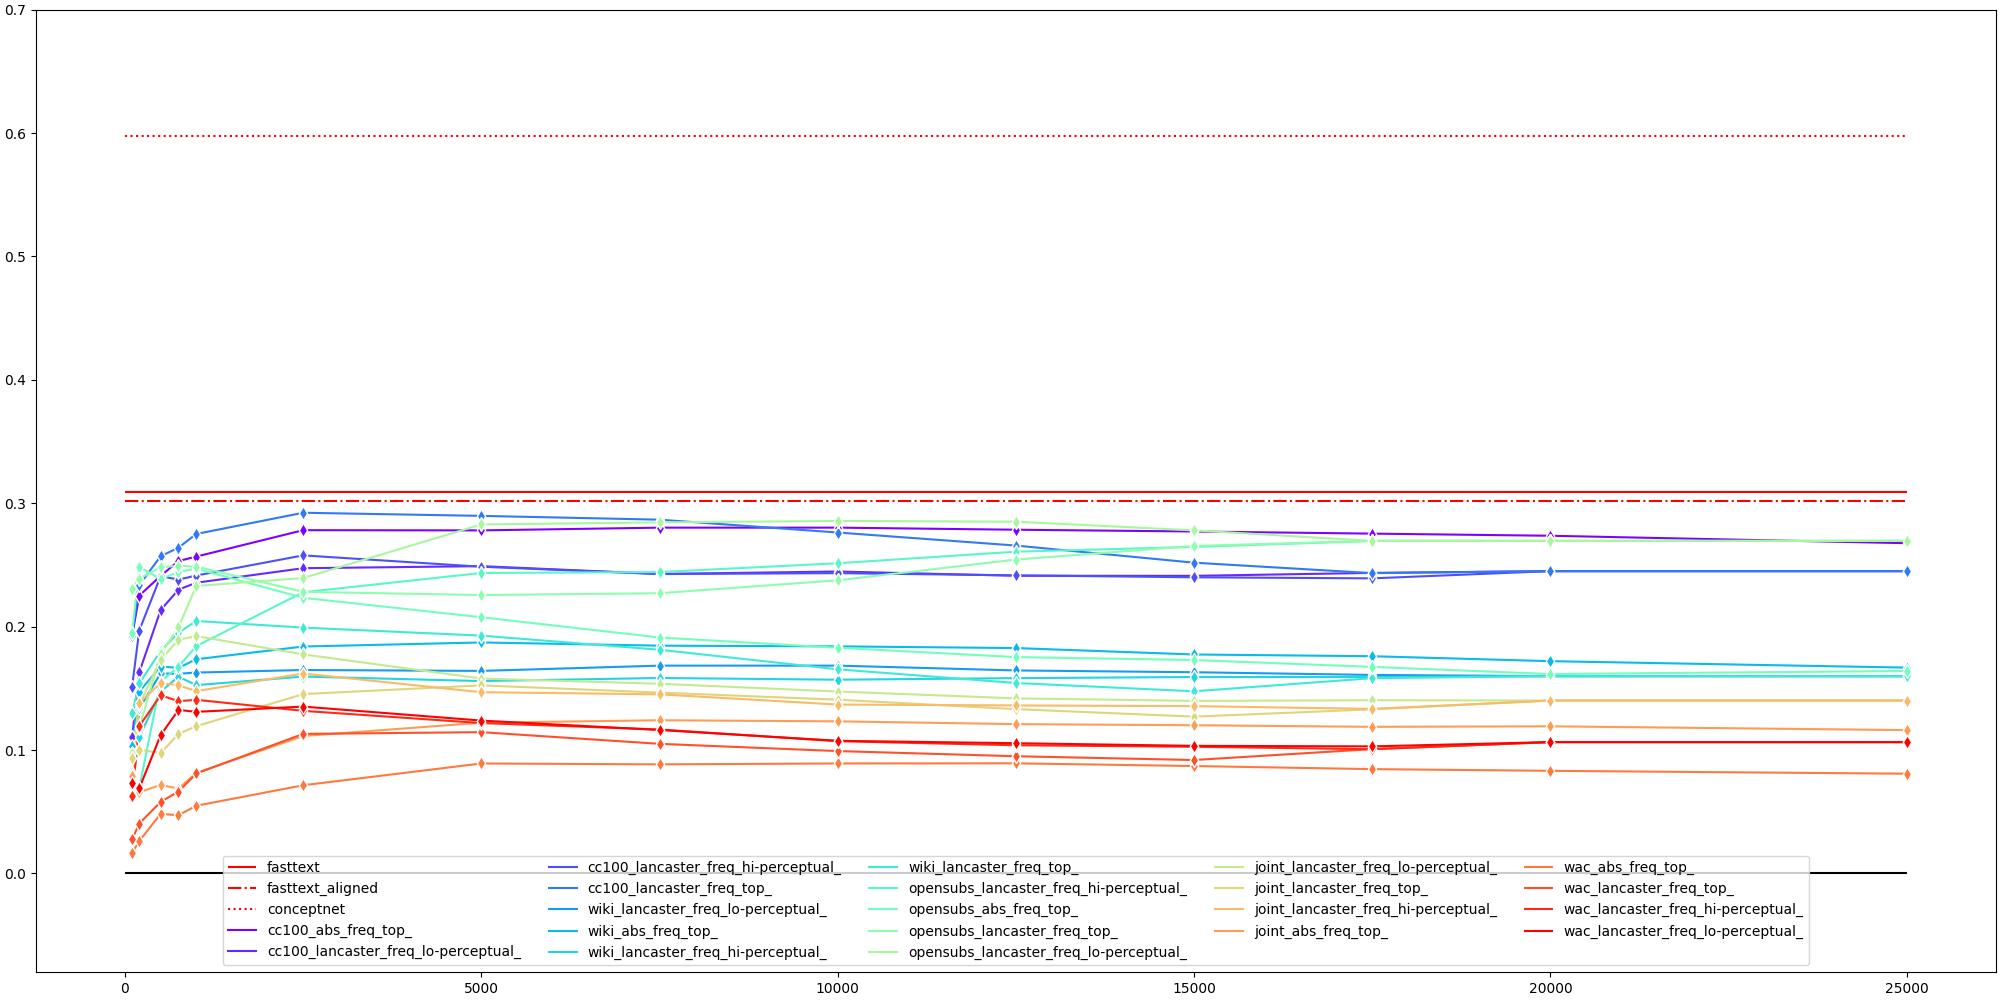 0.7
0.6
0.5
0.4
0.3
0.2
0.1
0.0
fasttext
fasttext_aligned
conceptnet
cc100_abs_freq_top_
cc100_lancaster_freq_lo-perceptual_
cc100_lancaster_freq_hi-perceptual_
cc100_lancaster_freq_top_
wiki_lancaster_freq_lo-perceptual_
wiki_abs_freq_top_
wiki_lancaster_freq_hi-perceptual_
wiki_lancaster_freq_top_
opensubs_lancaster_freq_hi-perceptual_
opensubs_abs_freq_top_
opensubs_lancaster_freq_top_
opensubs_lancaster_freq_lo-perceptual_
joint_lancaster_freq_lo-perceptual_
joint_lancaster_freq_top_
joint_lancaster_freq_hi-perceptual_
joint_abs_freq_top_
wac_abs_freq_top_
wac_lancaster_freq_top_
wac_lancaster_freq_hi-perceptual_
wac_lancaster_freq_lo-perceptual_
0
5000
10000
15000
20000
25000